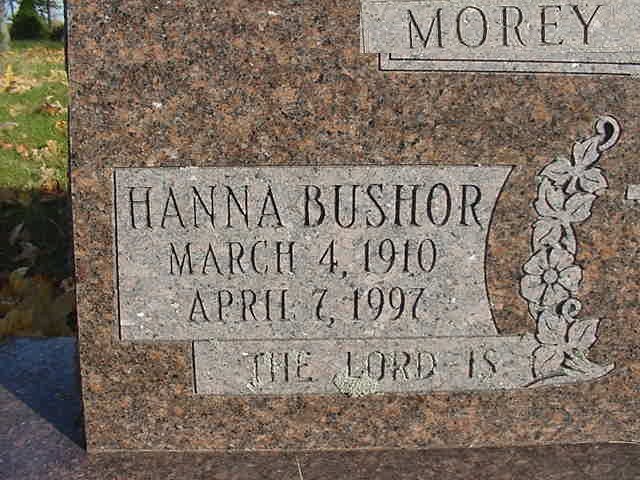 MOREY
HANNA BUSHOR
MARCH 4, 1910
APRIL 7, 1997
THE LORD IS